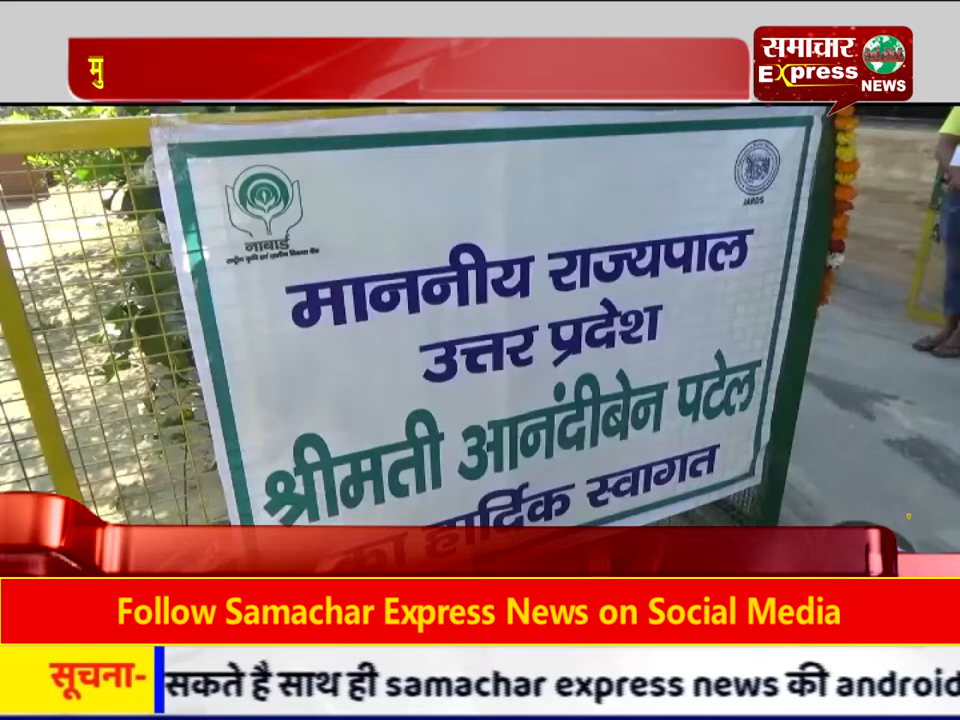 मु
समाचार
Express
NEWS
नाबार्ड
राष्ट्रीय कृषि और ग्रामीण विकास बैंक
JARDS
माननीय राज्यपाल
उत्तर प्रदेश
श्रीमती आनंदीबेन पटेल
का हार्दिक स्वागत
Follow Samachar Express News on Social Media
सूचना- सकते है साथ ही samachar express news की android